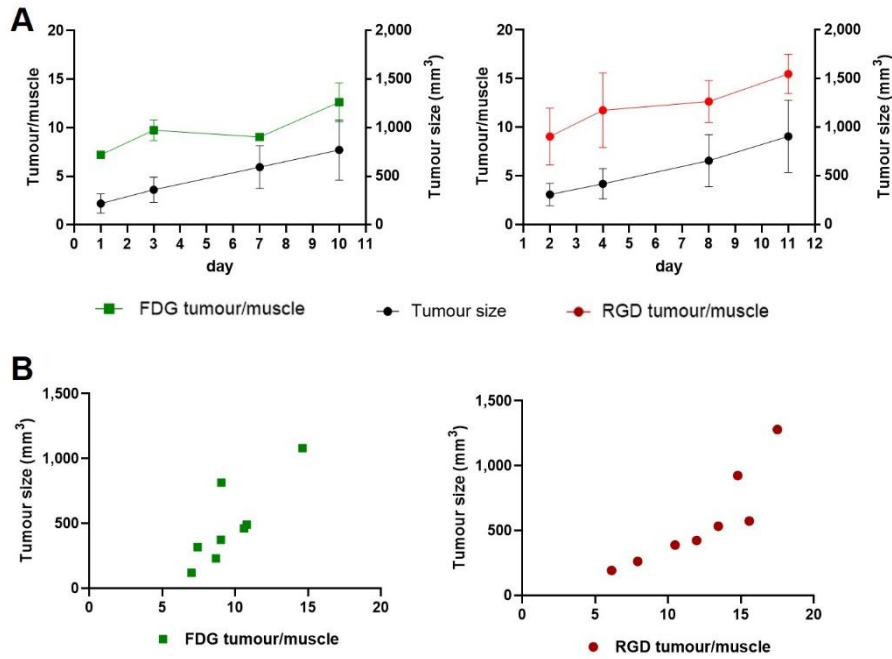 A
Tumour/muscle
20
15
10
5
0
2,000
1,500
1,000
500
0
Tumour size (mm³)
0 1 2 3 4 5 6 7 8 9 10 11
day
Tumour/muscle
20
15
10
5
0
2,000
1,500
1,000
500
0
Tumour size (mm³)
1 2 3 4 5 6 7 8 9 10 11 12
day
FDG tumour/muscle
Tumour size
RGD tumour/muscle
B
Tumour size (mm³)
1,500
1,000
500
0
0 5 10 15 20
FDG tumour/muscle
Tumour size (mm³)
1,500
1,000
500
0
0 5 10 15 20
RGD tumour/muscle